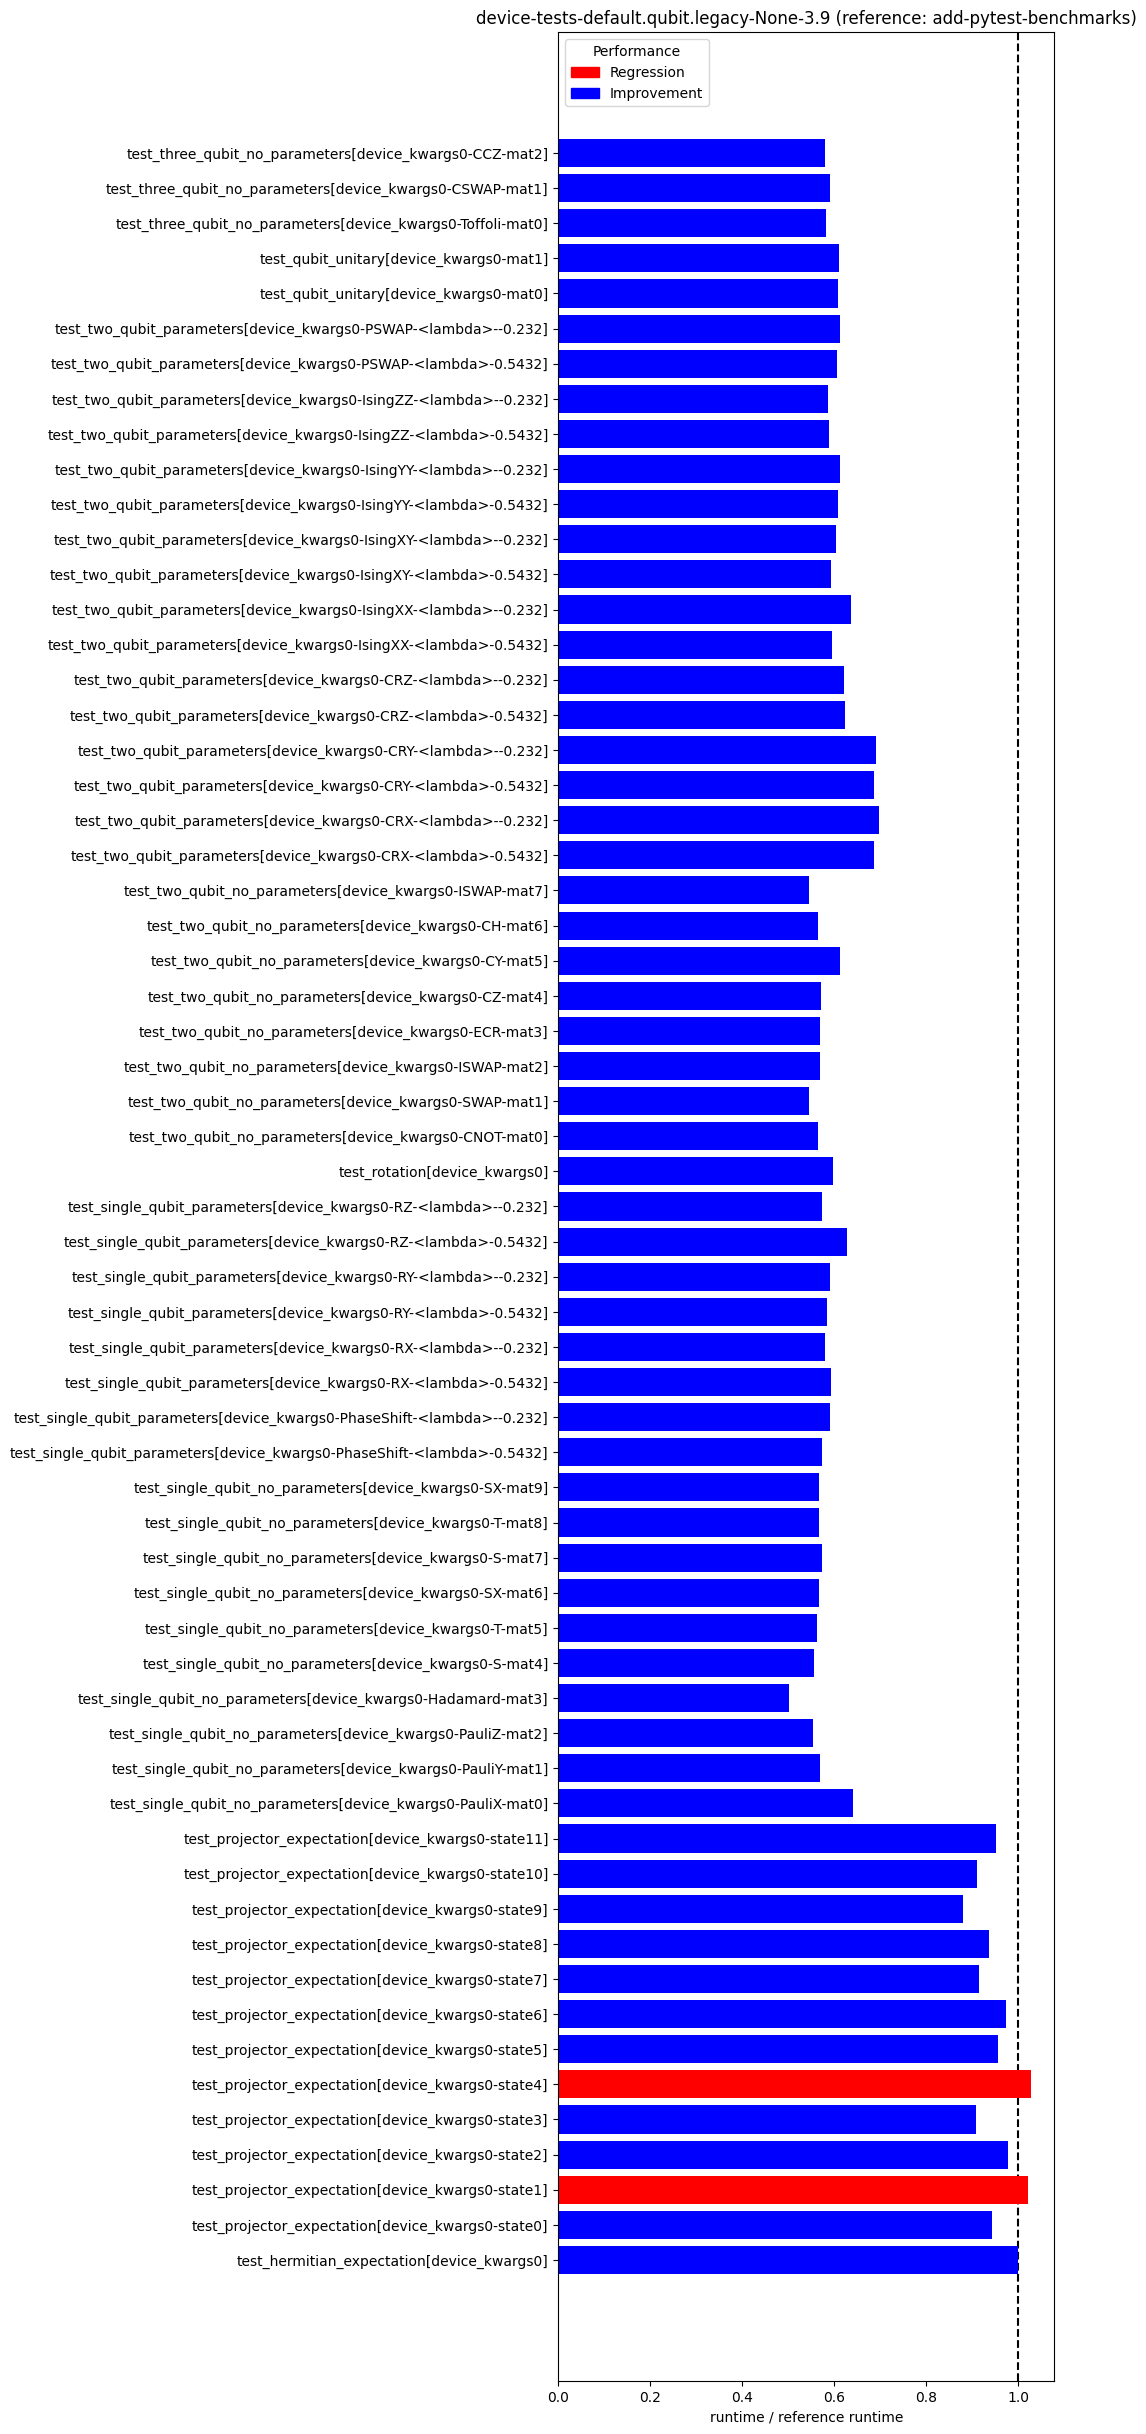 device-tests-default.qubit.legacy-None-3.9 (reference: add-pytest-benchmarks)
Performance
Regression
Improvement
test_three_qubit_no_parameters[device_kwargs0-CCZ-mat2]
test_three_qubit_no_parameters[device_kwargs0-CSWAP-mat1]
test_three_qubit_no_parameters[device_kwargs0-Toffoli-mat0]
test_qubit_unitary[device_kwargs0-mat1]
test_qubit_unitary[device_kwargs0-mat0]
test_two_qubit_parameters[device_kwargs0-PSWAP-<lambda>--0.232]
test_two_qubit_parameters[device_kwargs0-PSWAP-<lambda>-0.5432]
test_two_qubit_parameters[device_kwargs0-IsingZZ-<lambda>--0.232]
test_two_qubit_parameters[device_kwargs0-IsingZZ-<lambda>-0.5432]
test_two_qubit_parameters[device_kwargs0-IsingYY-<lambda>--0.232]
test_two_qubit_parameters[device_kwargs0-IsingYY-<lambda>-0.5432]
test_two_qubit_parameters[device_kwargs0-IsingXY-<lambda>--0.232]
test_two_qubit_parameters[device_kwargs0-IsingXY-<lambda>-0.5432]
test_two_qubit_parameters[device_kwargs0-IsingXX-<lambda>--0.232]
test_two_qubit_parameters[device_kwargs0-IsingXX-<lambda>-0.5432]
test_two_qubit_parameters[device_kwargs0-CRZ-<lambda>--0.232]
test_two_qubit_parameters[device_kwargs0-CRZ-<lambda>-0.5432]
test_two_qubit_parameters[device_kwargs0-CRY-<lambda>--0.232]
test_two_qubit_parameters[device_kwargs0-CRY-<lambda>-0.5432]
test_two_qubit_parameters[device_kwargs0-CRX-<lambda>--0.232]
test_two_qubit_parameters[device_kwargs0-CRX-<lambda>-0.5432]
test_two_qubit_no_parameters[device_kwargs0-ISWAP-mat7]
test_two_qubit_no_parameters[device_kwargs0-CH-mat6]
test_two_qubit_no_parameters[device_kwargs0-CY-mat5]
test_two_qubit_no_parameters[device_kwargs0-CZ-mat4]
test_two_qubit_no_parameters[device_kwargs0-ECR-mat3]
test_two_qubit_no_parameters[device_kwargs0-ISWAP-mat2]
test_two_qubit_no_parameters[device_kwargs0-SWAP-mat1]
test_two_qubit_no_parameters[device_kwargs0-CNOT-mat0]
test_rotation[device_kwargs0]
test_single_qubit_parameters[device_kwargs0-RZ-<lambda>--0.232]
test_single_qubit_parameters[device_kwargs0-RZ-<lambda>-0.5432]
test_single_qubit_parameters[device_kwargs0-RY-<lambda>--0.232]
test_single_qubit_parameters[device_kwargs0-RY-<lambda>-0.5432]
test_single_qubit_parameters[device_kwargs0-RX-<lambda>--0.232]
test_single_qubit_parameters[device_kwargs0-RX-<lambda>-0.5432]
test_single_qubit_parameters[device_kwargs0-PhaseShift-<lambda>--0.232]
test_single_qubit_parameters[device_kwargs0-PhaseShift-<lambda>-0.5432]
test_single_qubit_no_parameters[device_kwargs0-SX-mat9]
test_single_qubit_no_parameters[device_kwargs0-T-mat8]
test_single_qubit_no_parameters[device_kwargs0-S-mat7]
test_single_qubit_no_parameters[device_kwargs0-SX-mat6]
test_single_qubit_no_parameters[device_kwargs0-T-mat5]
test_single_qubit_no_parameters[device_kwargs0-S-mat4]
test_single_qubit_no_parameters[device_kwargs0-Hadamard-mat3]
test_single_qubit_no_parameters[device_kwargs0-PauliZ-mat2]
test_single_qubit_no_parameters[device_kwargs0-PauliY-mat1]
test_single_qubit_no_parameters[device_kwargs0-PauliX-mat0]
test_projector_expectation[device_kwargs0-state11]
test_projector_expectation[device_kwargs0-state10]
test_projector_expectation[device_kwargs0-state9]
test_projector_expectation[device_kwargs0-state8]
test_projector_expectation[device_kwargs0-state7]
test_projector_expectation[device_kwargs0-state6]
test_projector_expectation[device_kwargs0-state5]
test_projector_expectation[device_kwargs0-state4]
test_projector_expectation[device_kwargs0-state3]
test_projector_expectation[device_kwargs0-state2]
test_projector_expectation[device_kwargs0-state1]
test_projector_expectation[device_kwargs0-state0]
test_hermitian_expectation[device_kwargs0]
0.0 0.2 0.4 0.6 0.8 1.0
runtime / reference runtime